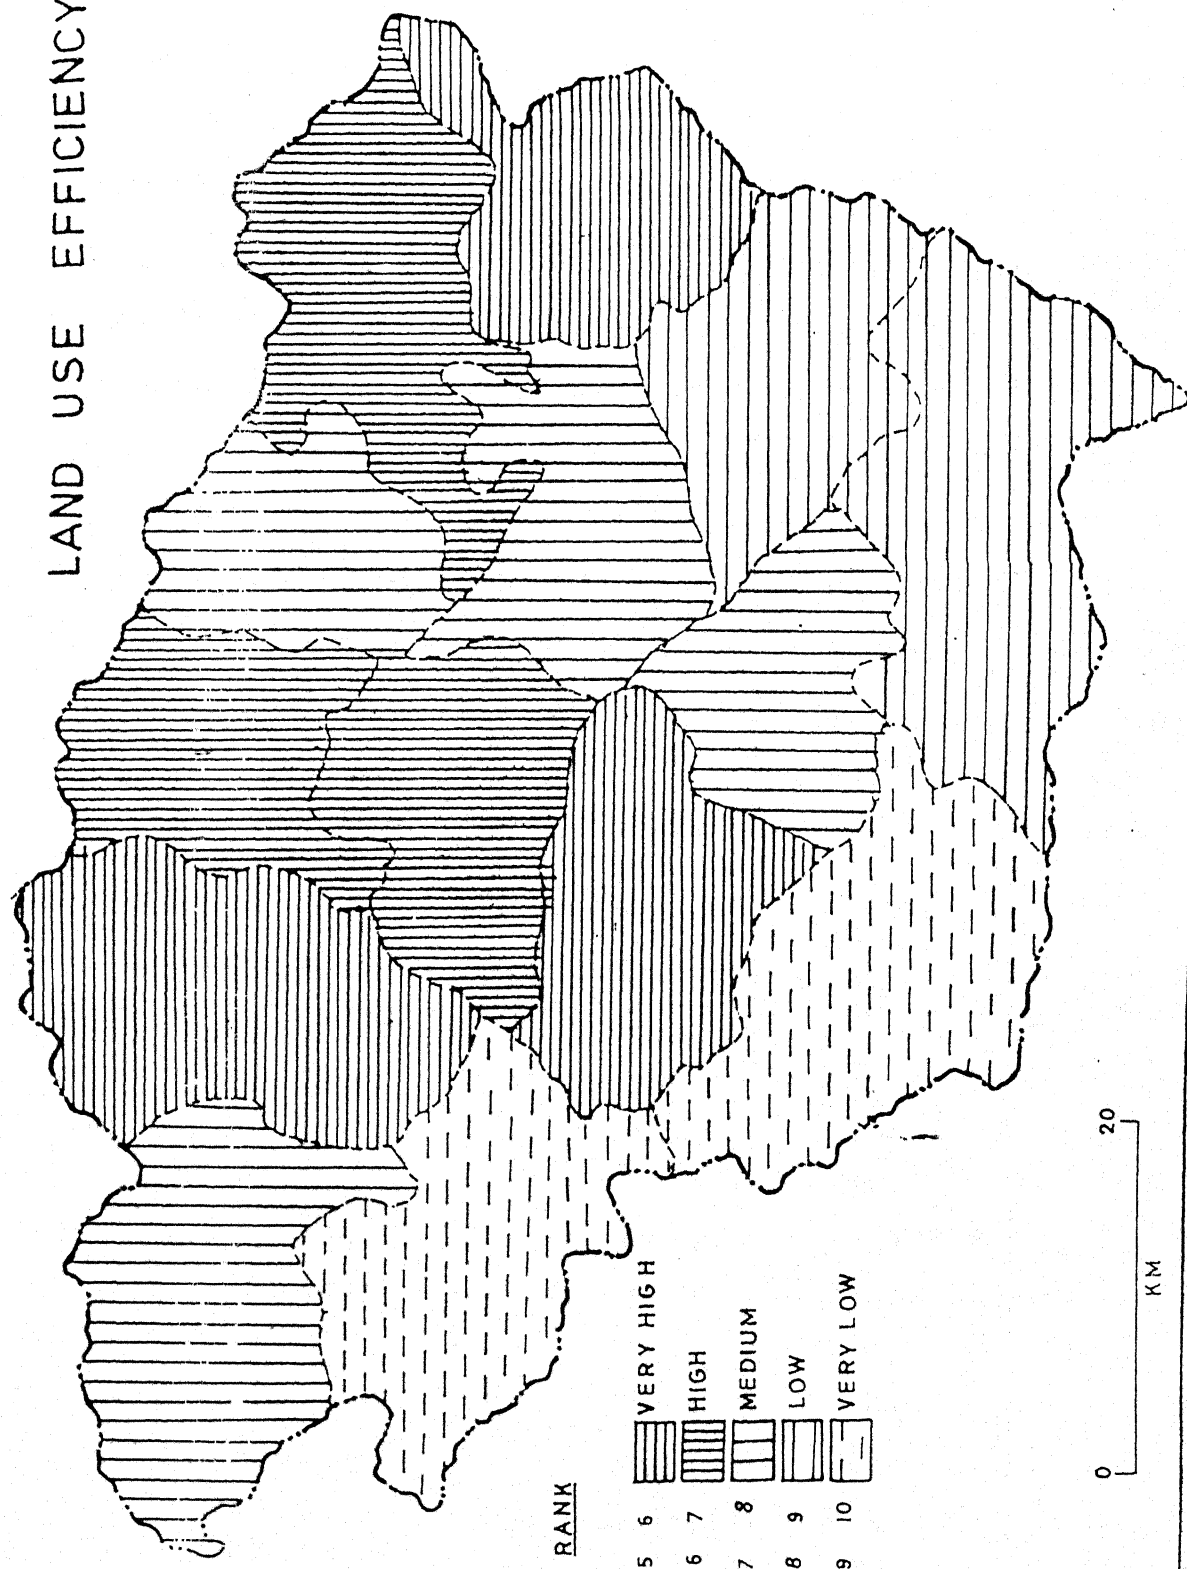 LAND USE EFFICIENCY
RANK
5 6 VERY HIGH
6 7 HIGH
7 8 MEDIUM
8 9 LOW
9 10 VERY LOW
0 20
KM